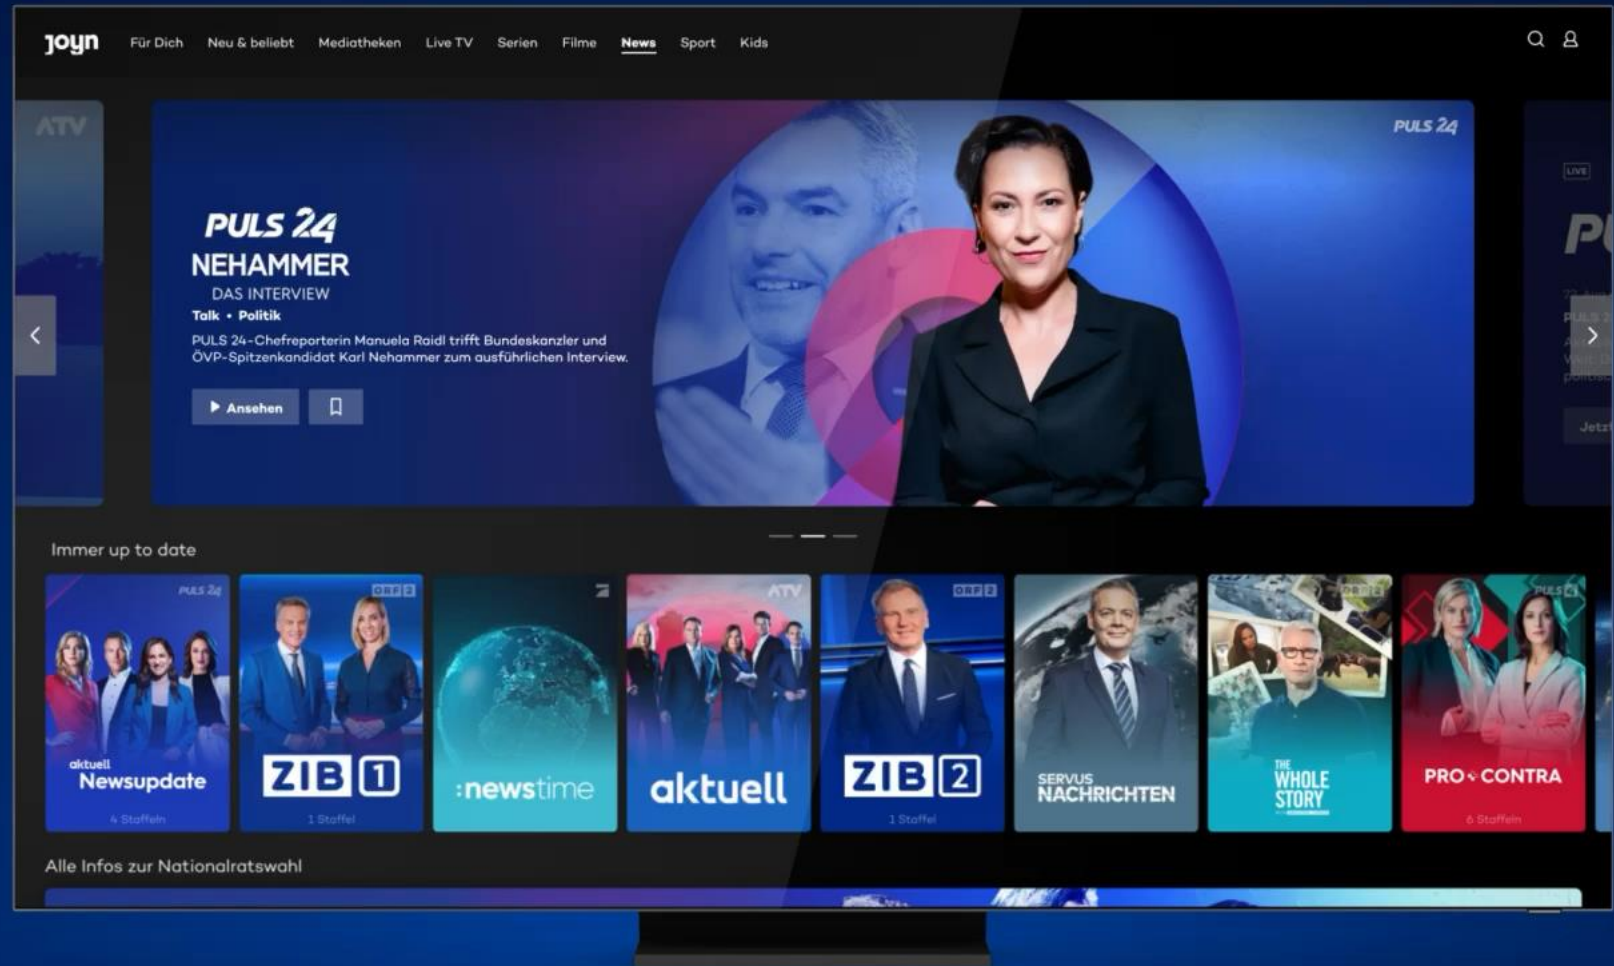 joyn
Für Dich Neu & beliebt Mediatheken Live TV Serien Filme News Sport Kids
ATV
PULS 24
LIVE
PULS 24
NEHAMMER
DAS INTERVIEW
Talk • Politik
PULS 24-Chefreporterin Manuela Raidl trifft Bundeskanzler und
ÖVP-Spitzenkandidat Karl Nehammer zum ausführlichen Interview.
Ansehen
Immer up to date
PULS 24
aktuell
Newsupdate
4 Staffeln
ORF 2
ZIB 1
1 Staffel
:newstime
ATV
aktuell
ORF 2
ZIB 2
1 Staffel
SERVUS
NACHRICHTEN
THE
WHOLE
STORY
PULS 4
PRO CONTRA
6 Staffeln
Alle Infos zur Nationalratswahl